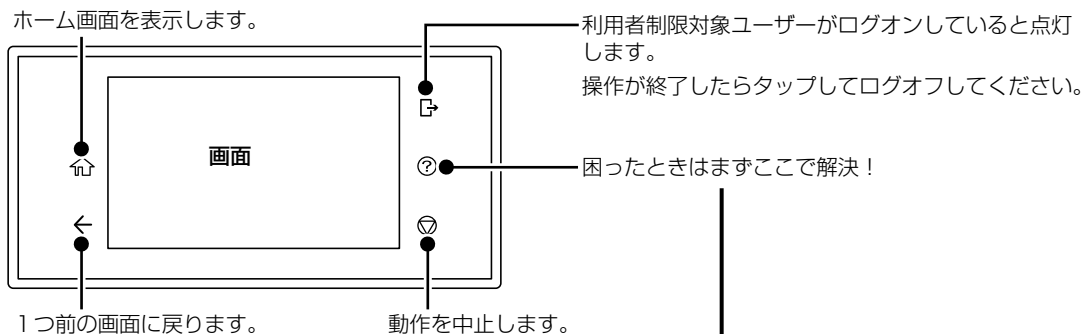 ホーム画面を表示します。
利用者制限対象ユーザーがログオンしていると点灯
します。
操作が終了したらタップしてログオフしてください。
画面
?
困ったときはまずここで解決！
１つ前の画面に戻ります。
動作を中止します。